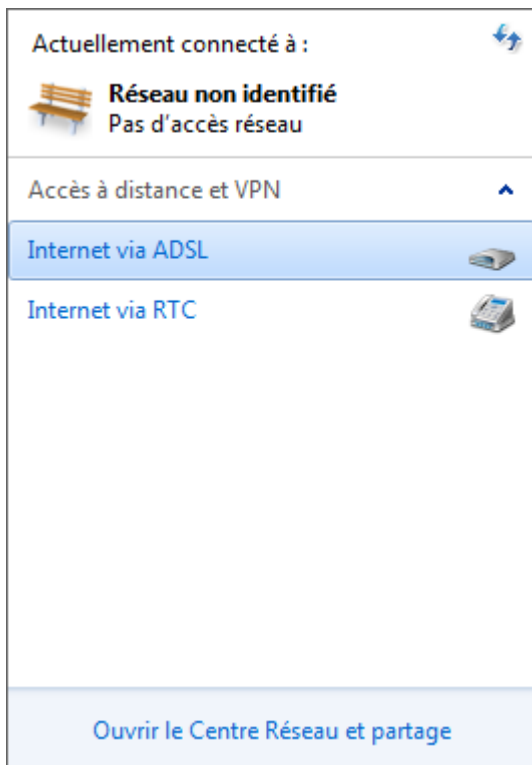 Actuellement connecté à :
Réseau non identifié
Pas d'accès réseau
Accès à distance et VPN
Internet via ADSL
Internet via RTC
Ouvrir le Centre Réseau et partage